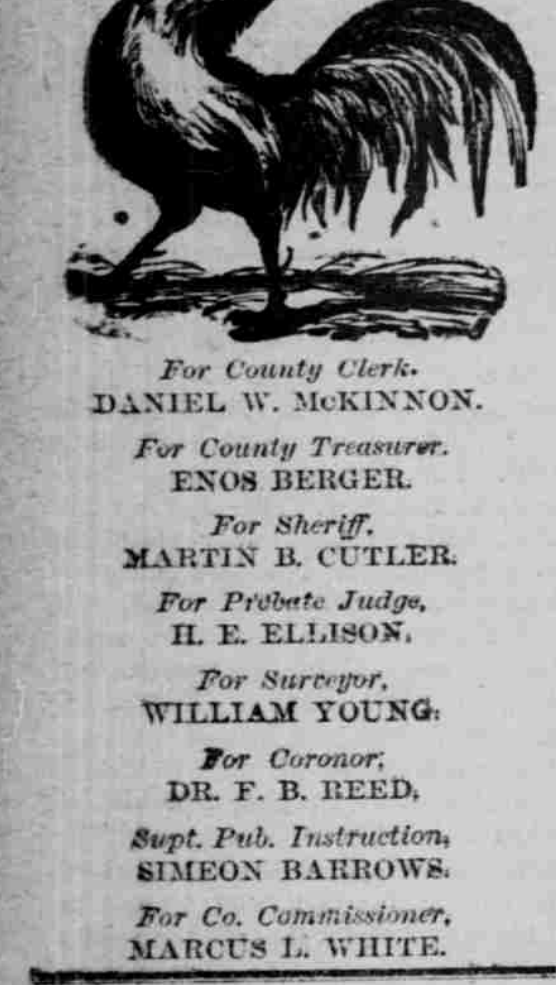 For County Clerk.
DANIEL W. McKINNON.
For County Treasurer.
ENOS BERGER.
For Sheriff,
MARTIN B. CUTLER.
For Probate Judge,
H. E. ELLISON.
For Surveyor,
WILLIAM YOUNG.
For Coronor,
DR. F. B. REED.
Supt. Pub. Instruction,
SIMEON BARROWS.
For Co. Commissioner,
MARCUS L. WHITE.